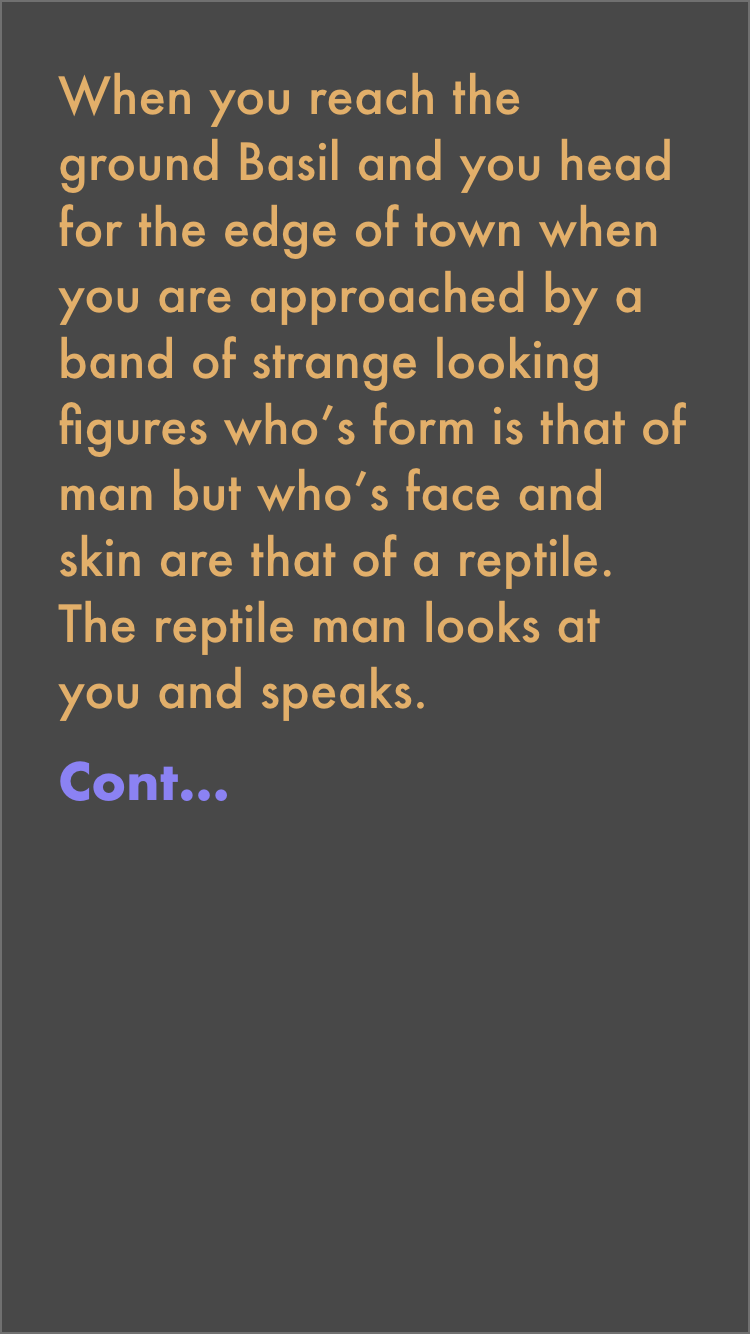 When you reach the
ground Basil and you head
for the edge of town when
you are approached by a
band of strange looking
figures who’s form is that of
man but who’s face and
skin are that of a reptile.
The reptile man looks at
you and speaks.
Cont...